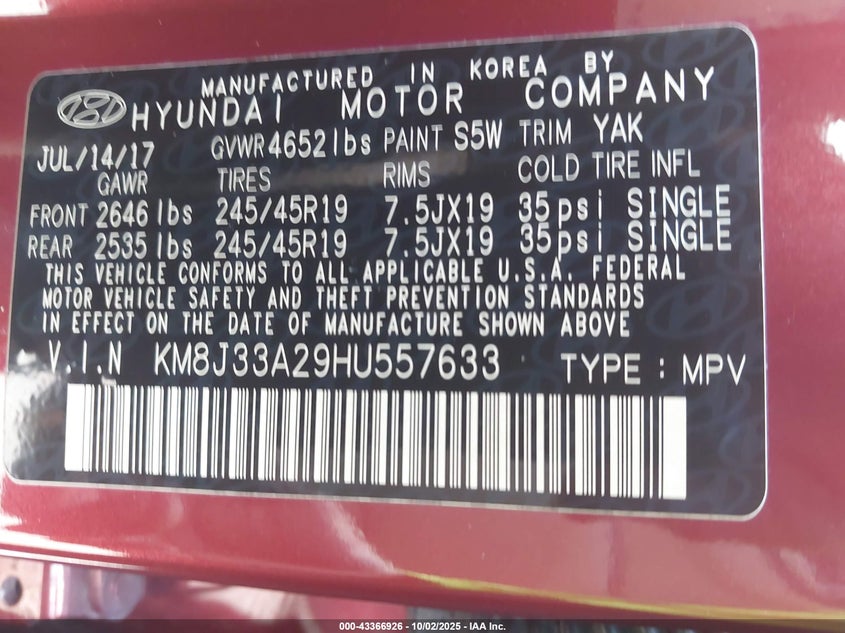 MANUFACTURED IN KOREA BY
HYUNDAI MOTOR COMPANY
JUL/14/17 GVWR 4652 lbs PAINT S5W TRIM YAK
GAWR TIRES RIMS COLD TIRE INFL
FRONT 2646 lbs 245/45R19 7.5JX19 35psi SINGLE
REAR 2535 lbs 245/45R19 7.5JX19 35psi SINGLE
THIS VEHICLE CONFORMS TO ALL APPLICABLE U.S.A. FEDERAL
MOTOR VEHICLE SAFETY AND THEFT PREVENTION STANDARDS
IN EFFECT ON THE DATE OF MANUFACTURE SHOWN ABOVE
V.I.N KM8J33A29HU557633 TYPE : MPV
000-43366926 - 10/02/2025 - IAA Inc.